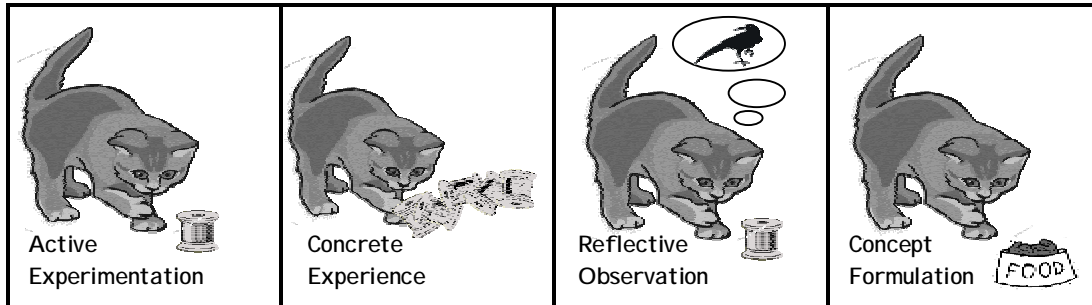 Active
Experimentation
Concrete
Experience
Reflective
Observation
Concept
Formulation
FOOD